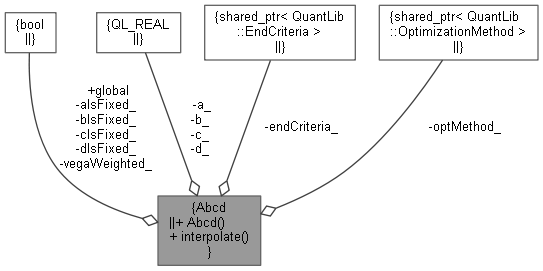 {bool
||}
{QL_REAL
||}
{shared_ptr< QuantLib
::EndCriteria >
||}
{shared_ptr< QuantLib
::OptimizationMethod >
||}
+global
-aIsFixed_
-bIsFixed_
-cIsFixed_
-dIsFixed_
-vegaWeighted_
-a_
-b_
-c_
-d_
-endCriteria_
-optMethod_
{Abcd
||+ Abcd()
+ interpolate()
}